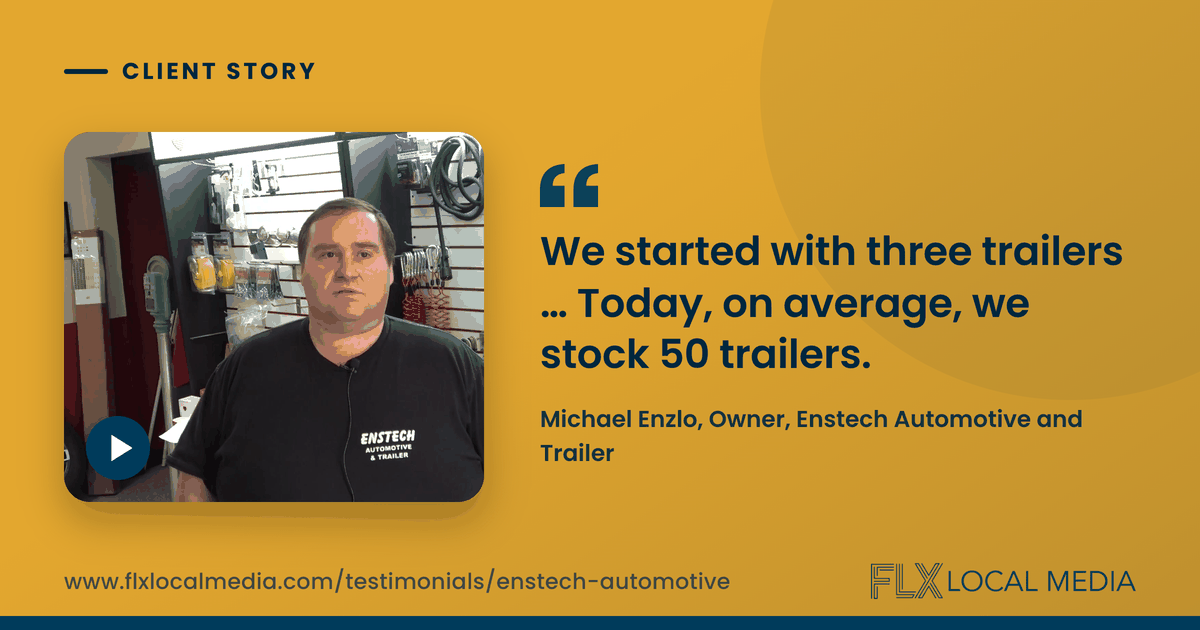 CLIENT STORY
ENSTECH
AUTOMOTIVE
& TRAILER
“
We started with three trailers
... Today, on average, we
stock 50 trailers.
Michael Enzlo, Owner, Enstech Automotive and
Trailer
www.flxlocalmedia.com/testimonials/enstech-automotive
FLX LOCAL MEDIA